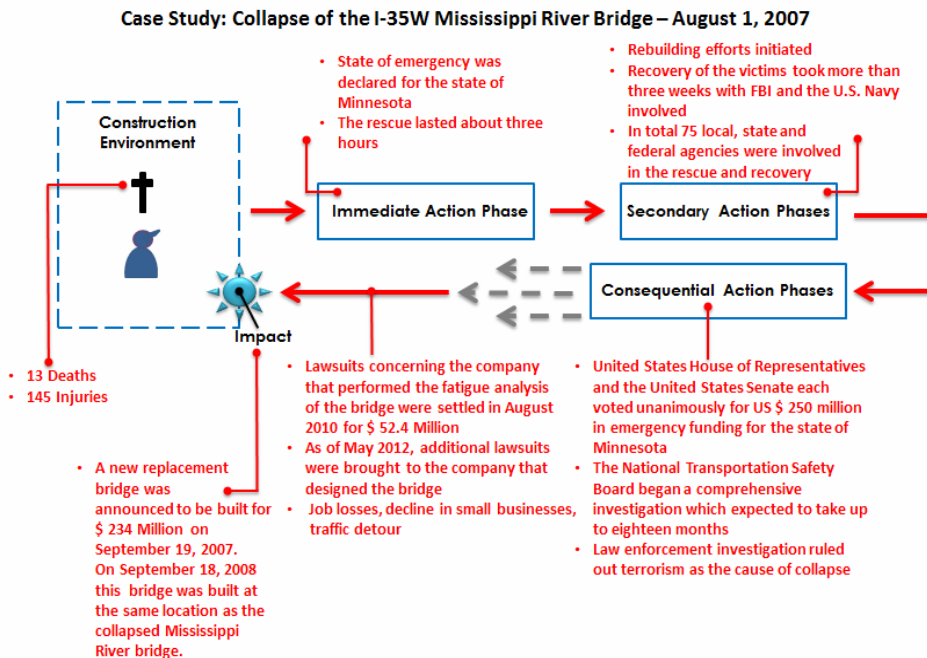 Case Study: Collapse of the I-35W Mississippi River Bridge – August 1, 2007
Construction
Environment
• State of emergency was
declared for the state of
Minnesota
• The rescue lasted about three
hours
• Rebuilding efforts initiated
• Recovery of the victims took more than
three weeks with FBI and the U.S. Navy
involved
• In total 75 local, state and
federal agencies were involved
in the rescue and recovery
Immediate Action Phase
Secondary Action Phases
Consequential Action Phases
Impact
• 13 Deaths
• 145 Injuries
• A new replacement
bridge was
announced to be built for
$ 234 Million on
September 19, 2007.
On September 18, 2008
this bridge was built at
the same location as the
collapsed Mississippi
River bridge.
• Lawsuits concerning the company
that performed the fatigue analysis
of the bridge were settled in August
2010 for $ 52.4 Million
• As of May 2012, additional lawsuits
were brought to the company that
designed the bridge
• Job losses, decline in small businesses,
traffic detour
• United States House of Representatives
and the United States Senate each
voted unanimously for US $ 250 million
in emergency funding for the state of
Minnesota
• The National Transportation Safety
Board began a comprehensive
investigation which expected to take up
to eighteen months
• Law enforcement investigation ruled
out terrorism as the cause of collapse